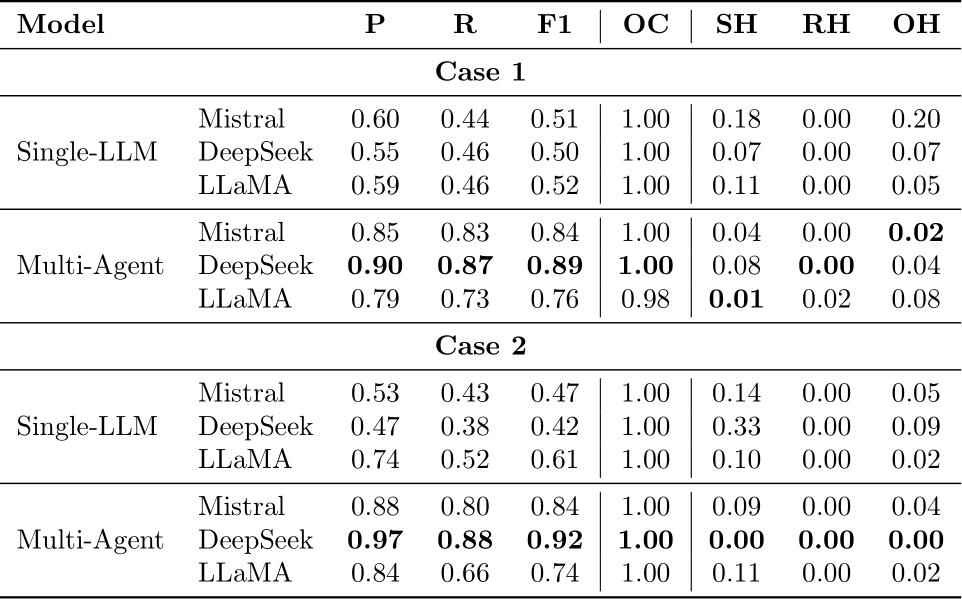 Model P R F1 OC SH RH OH
Case 1
Mistral 0.60 0.44 0.51 1.00 0.18 0.00 0.20
Single-LLM DeepSeek 0.55 0.46 0.50 1.00 0.07 0.00 0.07
LLaMA 0.59 0.46 0.52 1.00 0.11 0.00 0.05
Mistral 0.85 0.83 0.84 1.00 0.04 0.00 0.02
Multi-Agent DeepSeek 0.90 0.87 0.89 1.00 0.08 0.00 0.04
LLaMA 0.79 0.73 0.76 0.98 0.01 0.02 0.08
Case 2
Mistral 0.53 0.43 0.47 1.00 0.14 0.00 0.05
Single-LLM DeepSeek 0.47 0.38 0.42 1.00 0.33 0.00 0.09
LLaMA 0.74 0.52 0.61 1.00 0.10 0.00 0.02
Mistral 0.88 0.80 0.84 1.00 0.09 0.00 0.04
Multi-Agent DeepSeek 0.97 0.88 0.92 1.00 0.00 0.00 0.00
LLaMA 0.84 0.66 0.74 1.00 0.11 0.00 0.02